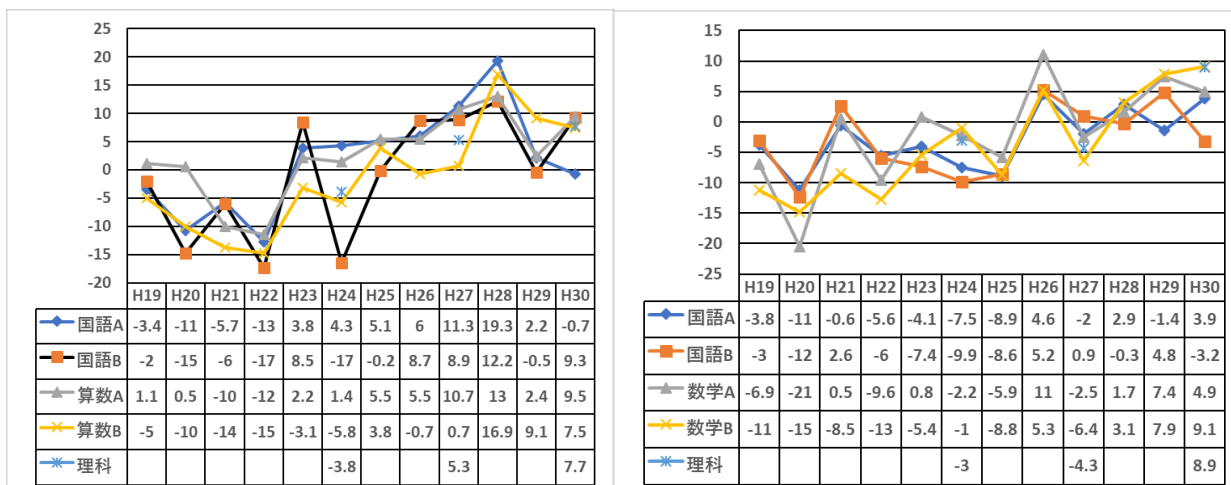 25
20
15
10
5
0
-5
-10
-15
-20
H19 H20 H21 H22 H23 H24 H25 H26 H27 H28 H29 H30
国語A -3.4 -11 -5.7 -13 3.8 4.3 5.1 6 11.3 19.3 2.2 -0.7
国語B -2 -15 -6 -17 8.5 -17 -0.2 8.7 8.9 12.2 -0.5 9.3
算数A 1.1 0.5 -10 -12 2.2 1.4 5.5 5.5 10.7 13 2.4 9.5
算数B -5 -10 -14 -15 -3.1 -5.8 3.8 -0.7 0.7 16.9 9.1 7.5
理科 -3.8 5.3 7.7
15
10
5
0
-5
-10
-15
-20
-25
H19 H20 H21 H22 H23 H24 H25 H26 H27 H28 H29 H30
国語A -3.8 -11 -0.6 -5.6 -4.1 -7.5 -8.9 4.6 -2 2.9 -1.4 3.9
国語B -3 -12 2.6 -6 -7.4 -9.9 -8.6 5.2 0.9 -0.3 4.8 -3.2
数学A -6.9 -21 0.5 -9.6 0.8 -2.2 -5.9 11 -2.5 1.7 7.4 4.9
数学B -11 -15 -8.5 -13 -5.4 -1 -8.8 5.3 -6.4 3.1 7.9 9.1
理科 -3 -4.3 8.9